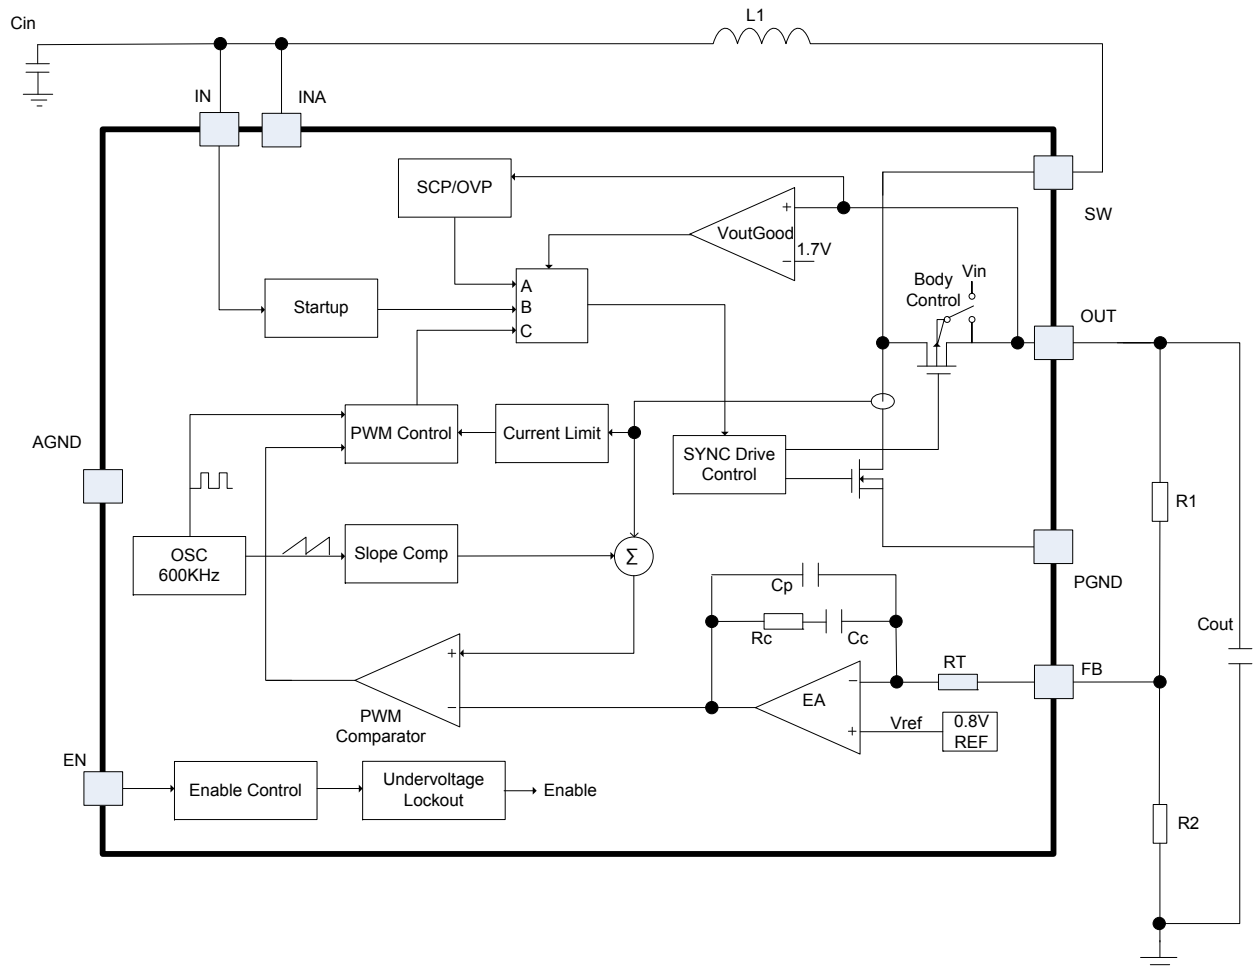 Cin
L1
IN
INA
SCP/OVP
SW
+
VoutGood
1.7V
−
Body
Control
Vin
A
B
C
Startup
OUT
AGND
PWM Control
Current Limit
SYNC Drive
Control
R1
OSC
600KHz
Slope Comp
Σ
PGND
Cp
Rc
Cc
Cout
+
RT
FB
−
EA
−
PWM
Comparator
+
Vref
0.8V
REF
EN
Enable Control
Undervoltage
Lockout
Enable
R2